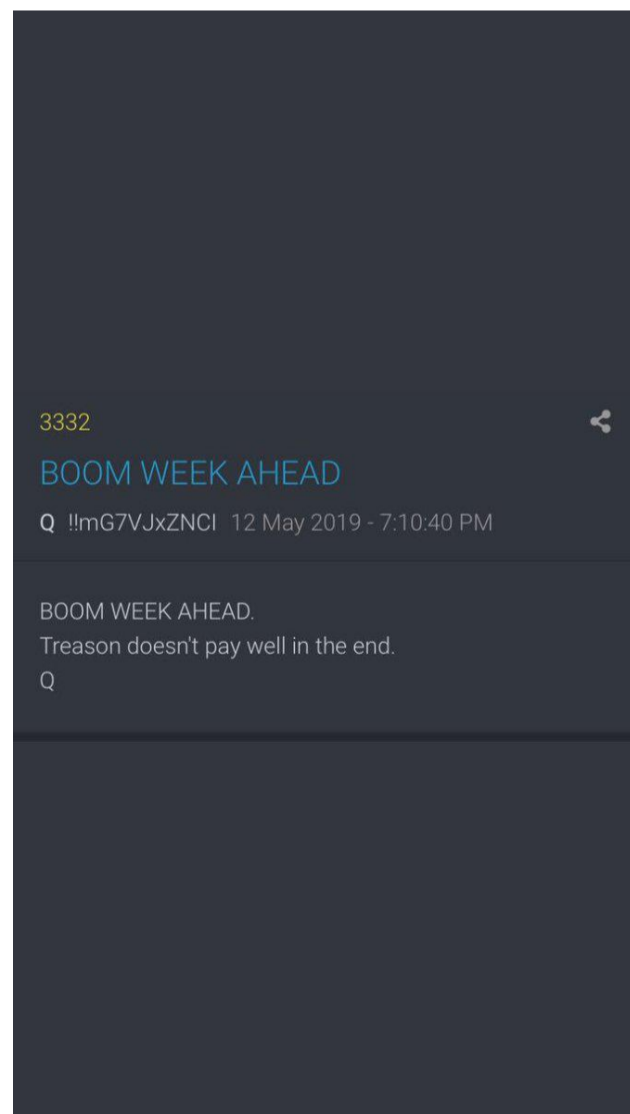 3332
BOOM WEEK AHEAD
Q !!mG7VJxZNCI 12 May 2019 - 7:10:40 PM
BOOM WEEK AHEAD.
Treason doesn't pay well in the end.
Q